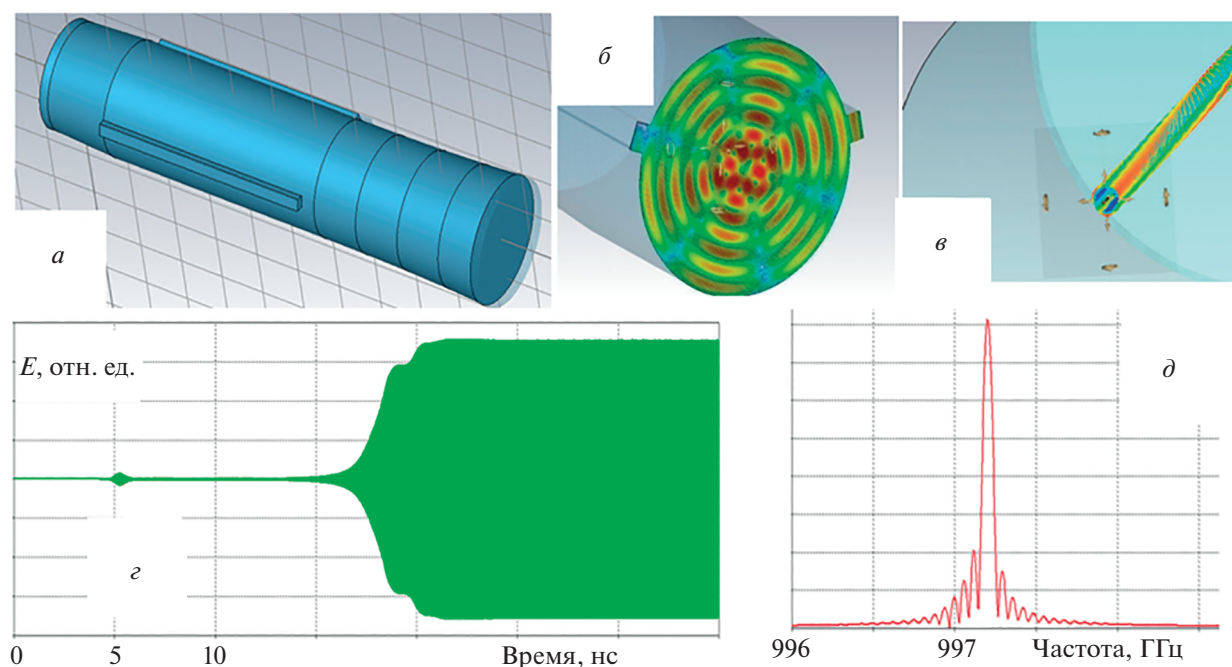 а
б
в
E, отн. ед.
г
0
5
10
Время, нс
д
996
997
Частота, ГГц